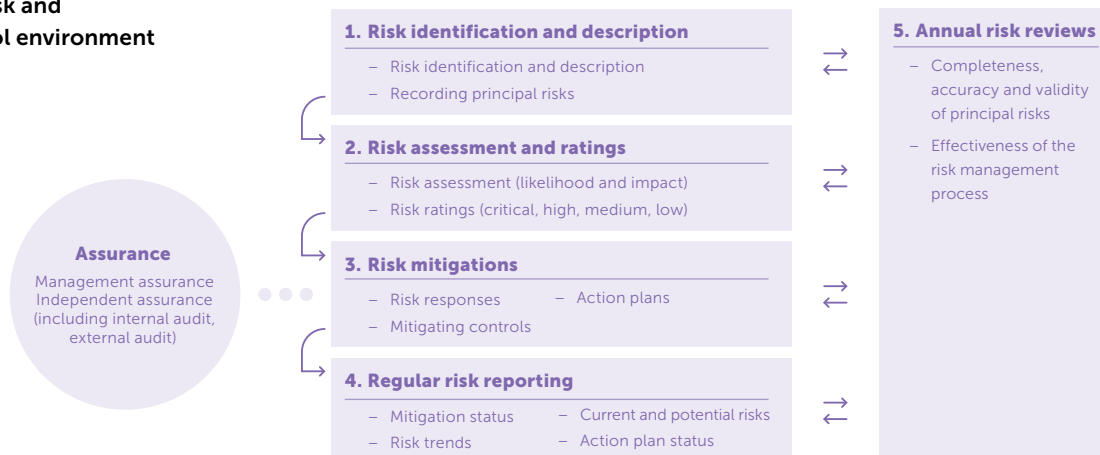 and
environment
Assurance
Management assurance
Independent assurance
(including internal audit,
external audit)
1. Risk identification and description
– Risk identification and description
– Recording principal risks
2. Risk assessment and ratings
– Risk assessment (likelihood and impact)
– Risk ratings (critical, high, medium, low)
3. Risk mitigations
– Risk responses
– Action plans
– Mitigating controls
4. Regular risk reporting
– Mitigation status
– Current and potential risks
– Risk trends
– Action plan status
5. Annual risk reviews
– Completeness,
accuracy and validity
of principal risks
– Effectiveness of the
risk management
process